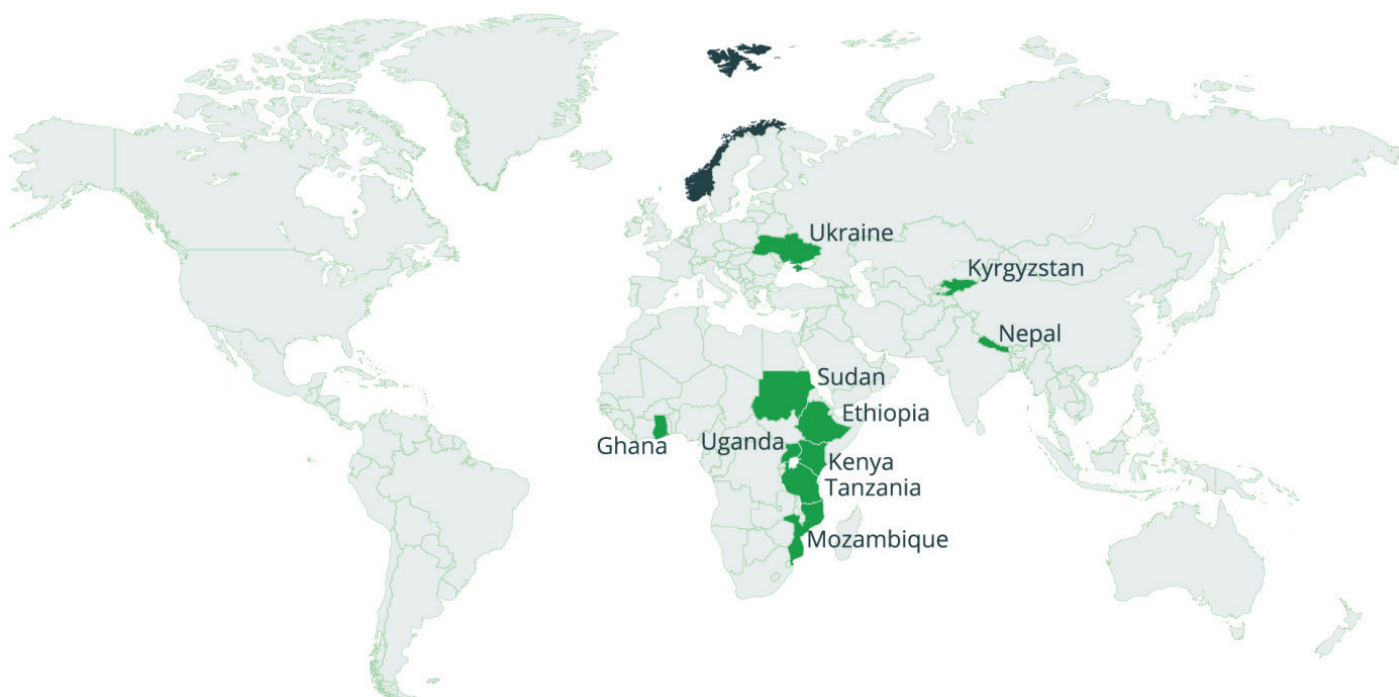 Ukraine
Kyrgyzstan
Nepal
Sudan
Ethiopia
Ghana
Uganda
Kenya
Tanzania
Mozambique